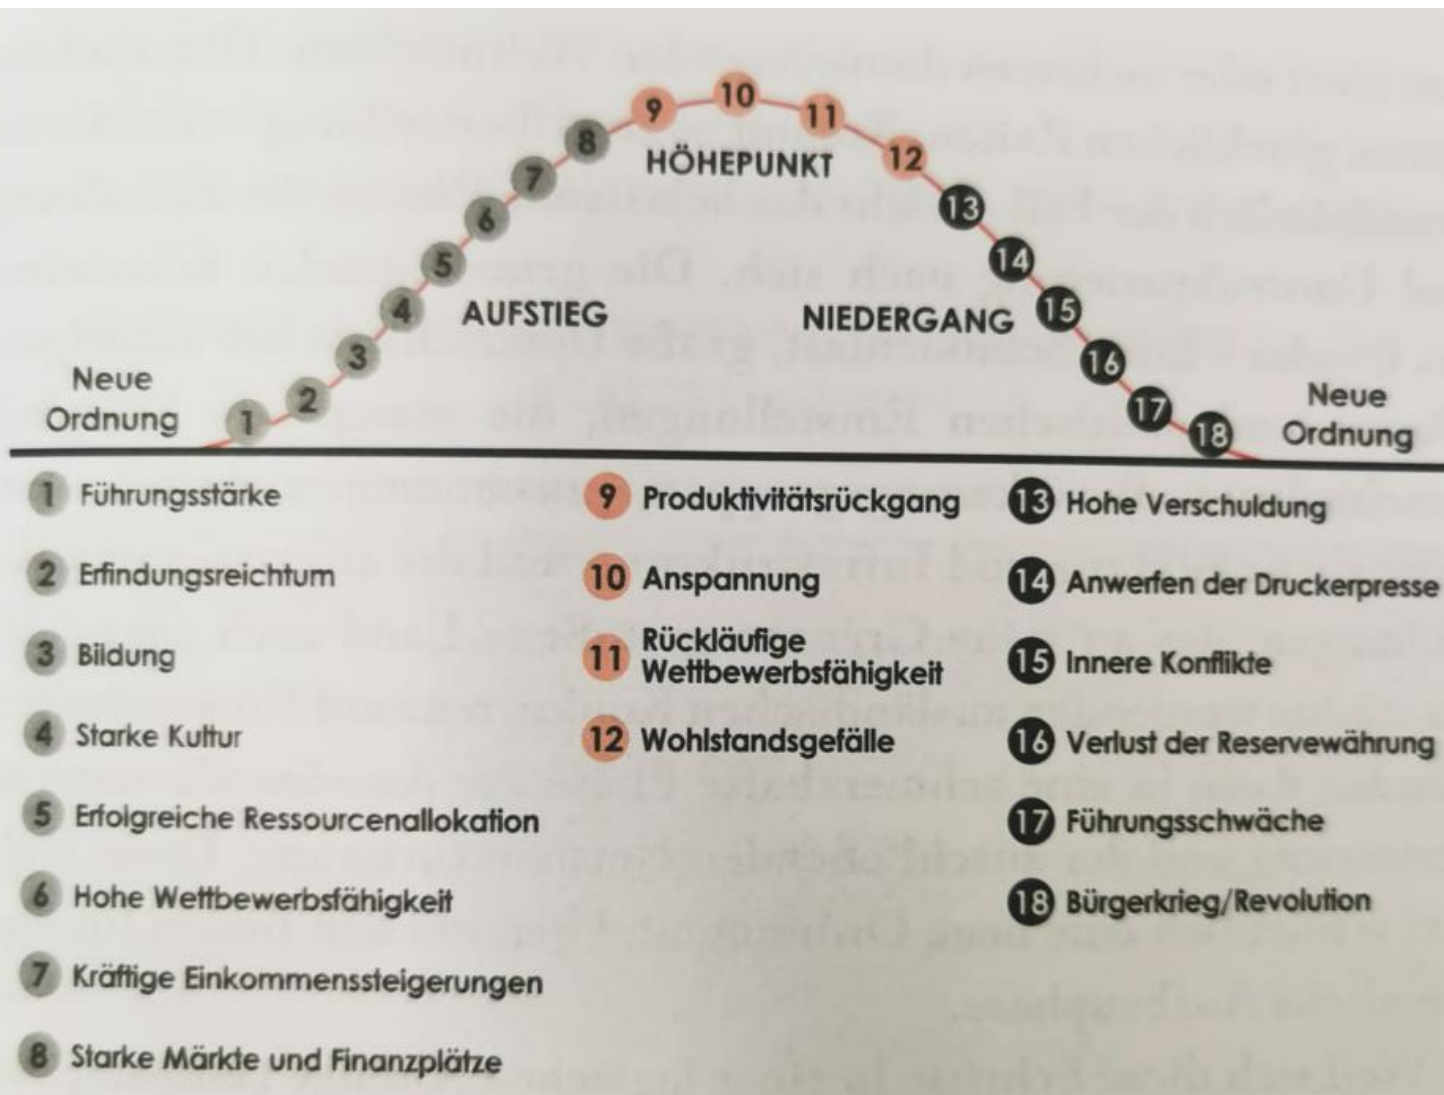 9
10
11
12
8
7
6
5
4
3
2
1
13
14
15
16
17
18
HÖHEPUNKT
AUFSTIEG
NIEDERGANG
Neue
Ordnung
Neue
Ordnung
1 Führungsstärke
2 Erfindungsreichtum
3 Bildung
4 Starke Kultur
5 Erfolgreiche Ressourcenallokation
6 Hohe Wettbewerbsfähigkeit
7 Kräftige Einkommenssteigerungen
8 Starke Märkte und Finanzplätze
9 Produktivitätsrückgang
10 Anspannung
11 Rückläufige
Wettbewerbsfähigkeit
12 Wohlstandsgefälle
13 Hohe Verschuldung
14 Anwerfen der Druckerpresse
15 Innere Konflikte
16 Verlust der Reservewährung
17 Führungsschwäche
18 Bürgerkrieg/Revolution